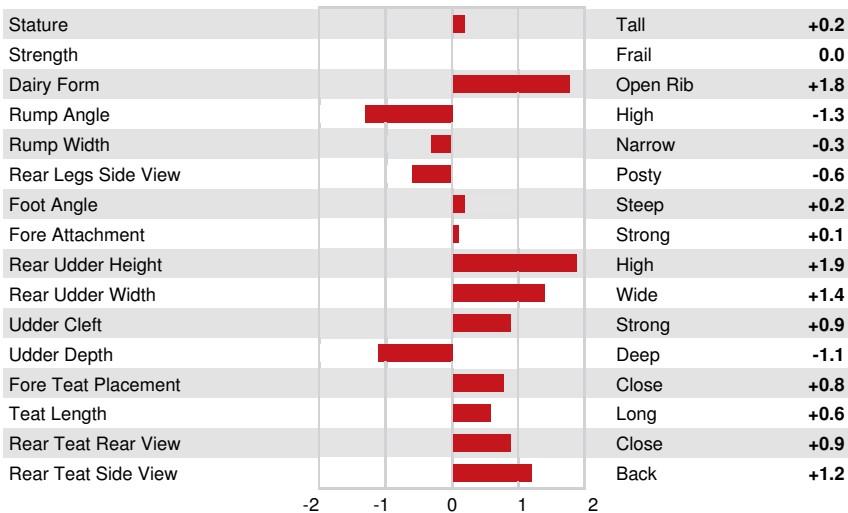 Stature Tall +0.2
Strength Frail 0.0
Dairy Form Open Rib +1.8
Rump Angle High -1.3
Rump Width Narrow -0.3
Rear Legs Side View Posty -0.6
Foot Angle Steep +0.2
Fore Attachment Strong +0.1
Rear Udder Height High +1.9
Rear Udder Width Wide +1.4
Udder Cleft Strong +0.9
Udder Depth Deep -1.1
Fore Teat Placement Close +0.8
Teat Length Long +0.6
Rear Teat Rear View Close +0.9
Rear Teat Side View Back +1.2
-2 -1 0 1 2